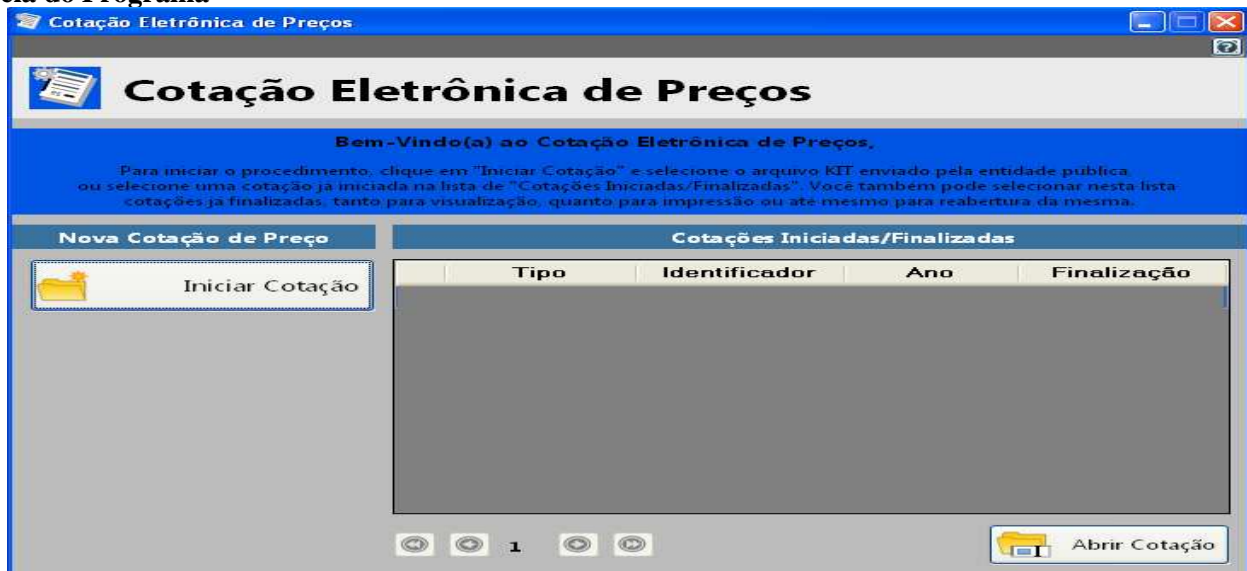 do Programa
Cotação Eletrônica de Preços
Cotação Eletrônica de Preços
Bem-Vindo(a) ao Cotação Eletrônica de Preços,
Para iniciar o procedimento, clique em "Iniciar Cotação" e selecione o arquivo KIT enviado pela entidade pública,
ou selecione uma cotação já iniciada na lista de "Cotações Iniciadas/Finalizadas". Você também pode selecionar nesta lista
cotações já finalizadas, tanto para visualização, quanto para impressão ou até mesmo para reabertura da mesma.
Nova Cotação de Preço
Cotações Iniciadas/Finalizadas
Iniciar Cotação
Tipo Identificador Ano Finalização
1
Abrir Cotação